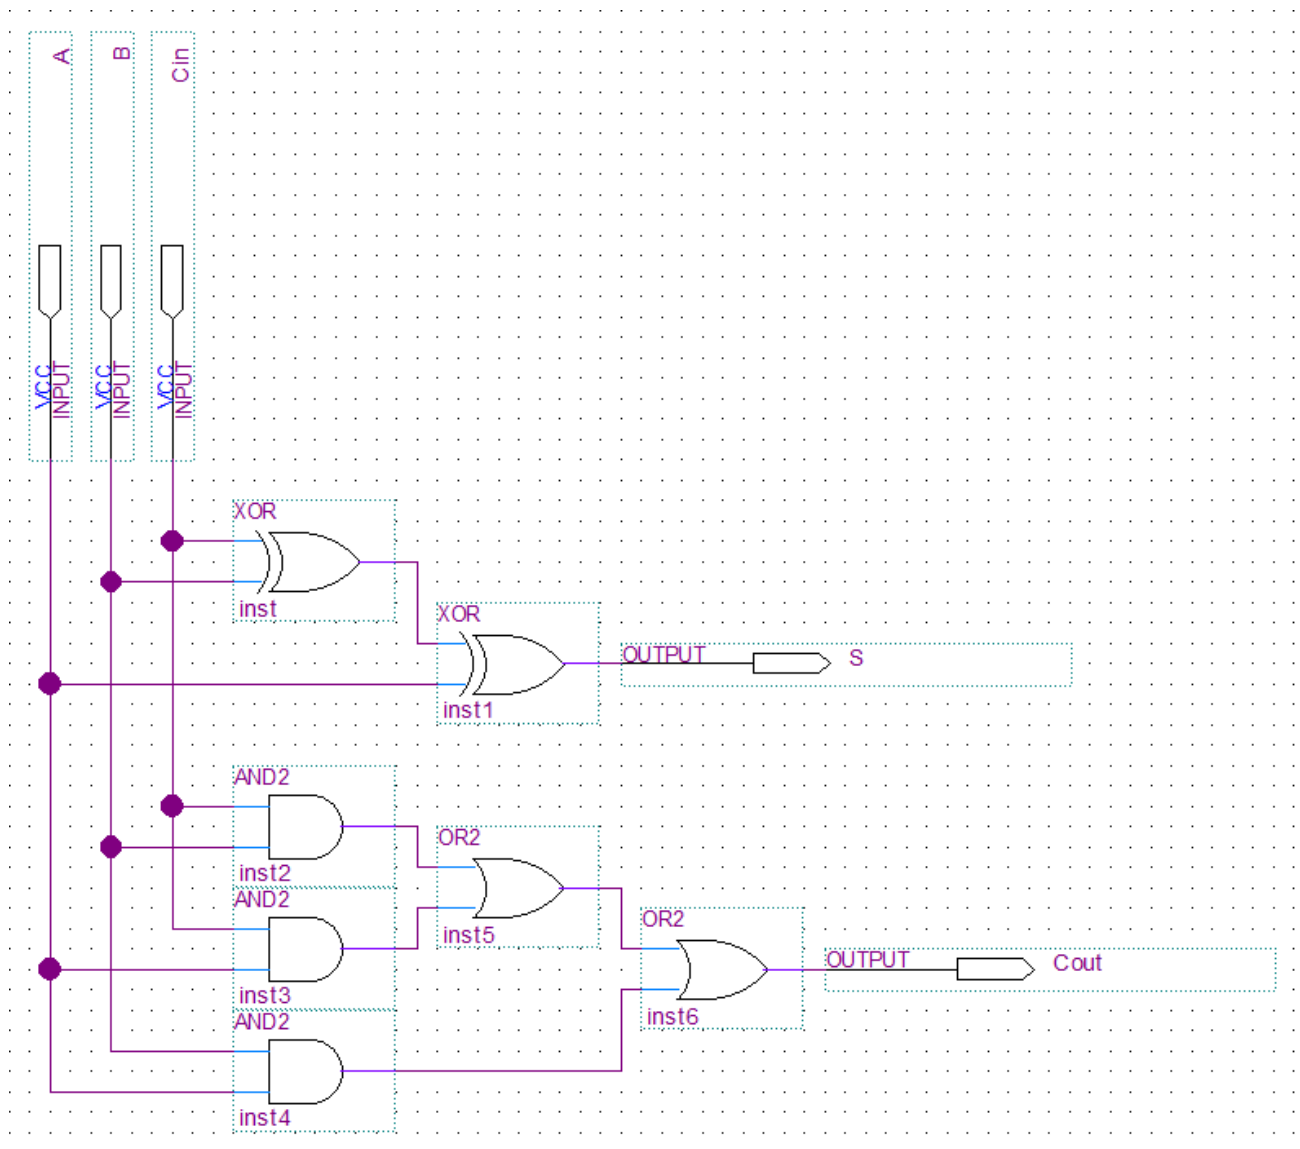 A
B
Cin
VCC
INPUT
VCC
INPUT
VCC
INPUT
XOR
inst
XOR
inst1
OUTPUT
S
AND2
inst2
OR2
inst5
AND2
inst3
OR2
inst6
OUTPUT
Cout
AND2
inst4